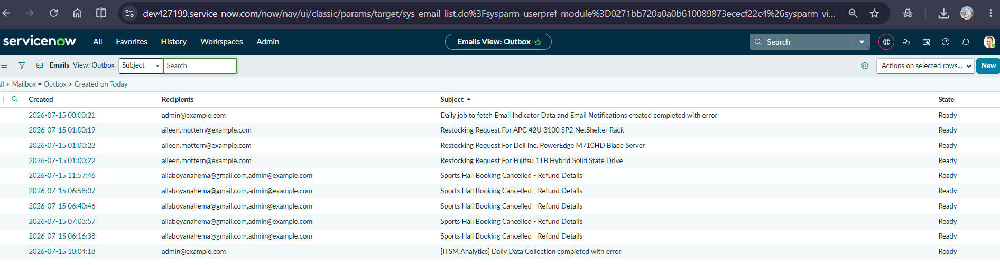 dev427199.service-now.com/now/nav/ui/classic/params/target/sys_email_list.do%3Fsysparm_userpref_module%3D0271bb720a0a0b610089873ececf22c4%26sysparm_vi...
servicenow All Favorites History Workspaces Admin Emails View: Outbox Search
Emails View: Outbox Subject Search Actions on selected rows... New
> Mailbox = Outbox > Created on Today
Created Recipients Subject State
2026-07-15 00:00:21 admin@example.com Daily job to fetch Email Indicator Data and Email Notifications created completed with error Ready
2026-07-15 01:00:19 aileen.mottern@example.com Restocking Request For APC 42U 3100 SP2 NetShelter Rack Ready
2026-07-15 01:00:23 aileen.mottern@example.com Restocking Request For Dell Inc. PowerEdge M710HD Blade Server Ready
2026-07-15 01:00:22 aileen.mottern@example.com Restocking Request For Fujitsu 1TB Hybrid Solid State Drive Ready
2026-07-15 11:57:46 allaboyanahema@gmail.com,admin@example.com Sports Hall Booking Cancelled - Refund Details Ready
2026-07-15 06:58:07 allaboyanahema@gmail.com,admin@example.com Sports Hall Booking Cancelled - Refund Details Ready
2026-07-15 06:40:46 allaboyanahema@gmail.com,admin@example.com Sports Hall Booking Cancelled - Refund Details Ready
2026-07-15 07:03:57 allaboyanahema@gmail.com,admin@example.com Sports Hall Booking Cancelled - Refund Details Ready
2026-07-15 06:16:38 allaboyanahema@gmail.com,admin@example.com Sports Hall Booking Cancelled - Refund Details Ready
2026-07-15 10:04:18 admin@example.com [ITSM Analytics] Daily Data Collection completed with error Ready